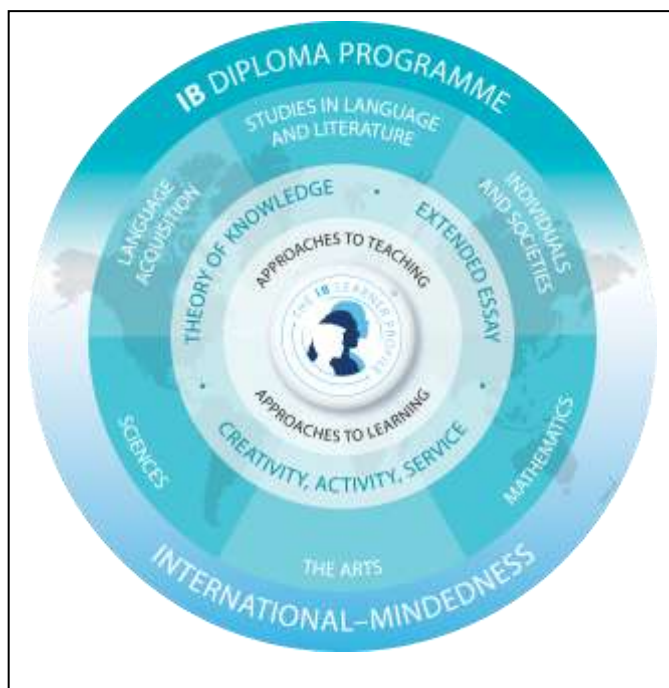 IB DIPLOMA PROGRAMME
STUDIES IN LANGUAGE
AND LITERATURE
LANGUAGE
ACQUISITION
INDIVIDUALS
AND SOCIETIES
THEORY OF KNOWLEDGE
EXTENDED ESSAY
APPROACHES TO TEACHING
THE IB LEARNER PROFILE
APPROACHES TO LEARNING
CREATIVITY, ACTIVITY, SERVICE
SCIENCES
MATHEMATICS
THE ARTS
INTERNATIONAL–MINDEDNESS